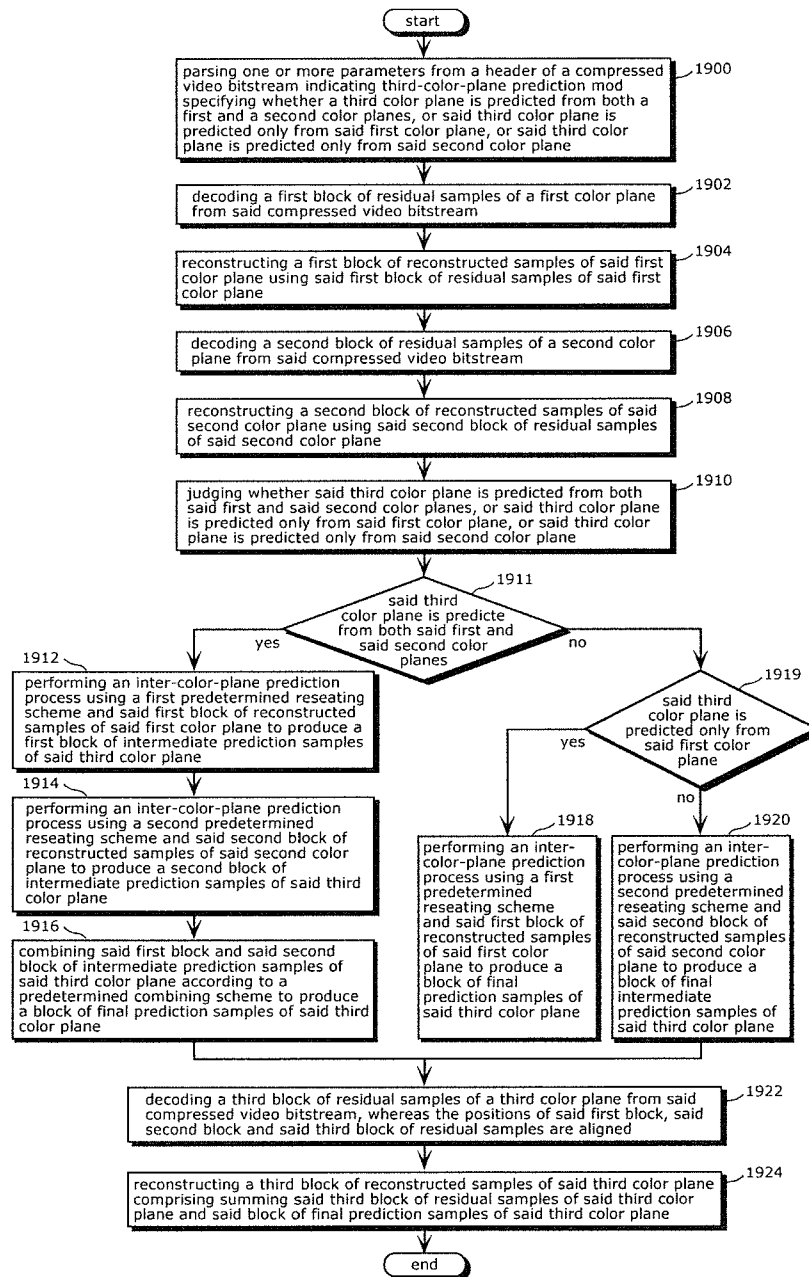 start
1900
parsing one or more parameters from a header of a compressed
video bitstream indicating third-color-plane prediction mod
specifying whether a third color plane is predicted from both a
first and a second color planes, or said third color plane is
predicted only from said first color plane, or said third color
plane is predicted only from said second color plane
1902
decoding a first block of residual samples of a first color plane
from said compressed video bitstream
1904
reconstructing a first block of reconstructed samples of said first
color plane using said first block of residual samples of said first
color plane
1906
decoding a second block of residual samples of a second color
plane from said compressed video bitstream
1908
reconstructing a second block of reconstructed samples of said
second color plane using said second block of residual samples
of said second color plane
1910
judging whether said third color plane is predicted from both
said first and said second color planes, or said third color plane
is predicted only from said first color plane, or said third color
plane is predicted only from said second color plane
1911
said third
color plane is predicte
from both said first and
said second color
planes
yes
no
1912
performing an inter-color-plane prediction
process using a first predetermined reseating
scheme and said first block of reconstructed
samples of said first color plane to produce a
first block of intermediate prediction samples
of said third color plane
1914
performing an inter-color-plane prediction
process using a second predetermined
reseating scheme and said second block of
reconstructed samples of said second color
plane to produce a second block of
intermediate prediction samples of said third
color plane
1916
combining said first block and said second
block of intermediate prediction samples of
said third color plane according to a
predetermined combining scheme to produce
a block of final prediction samples of said third
color plane
1919
said third
color plane is
predicted only from
said first color
plane
yes
no
1918
performing an inter-
color-plane prediction
process using a first
predetermined
reseating scheme
and said first block of
reconstructed samples
of said first color
plane to produce a
block of final
prediction samples of
said third color plane
1920
performing an inter-
color-plane prediction
process using a
second predetermined
reseating scheme and
said second block of
reconstructed samples
of said second color
plane to produce a
block of final
intermediate
prediction samples of
said third color plane
1922
decoding a third block of residual samples of a third color plane from said
compressed video bitstream, whereas the positions of said first block, said
second block and said third block of residual samples are aligned
1924
reconstructing a third block of reconstructed samples of said third color plane
comprising summing said third block of residual samples of said third color
plane and said block of final prediction samples of said third color plane
end